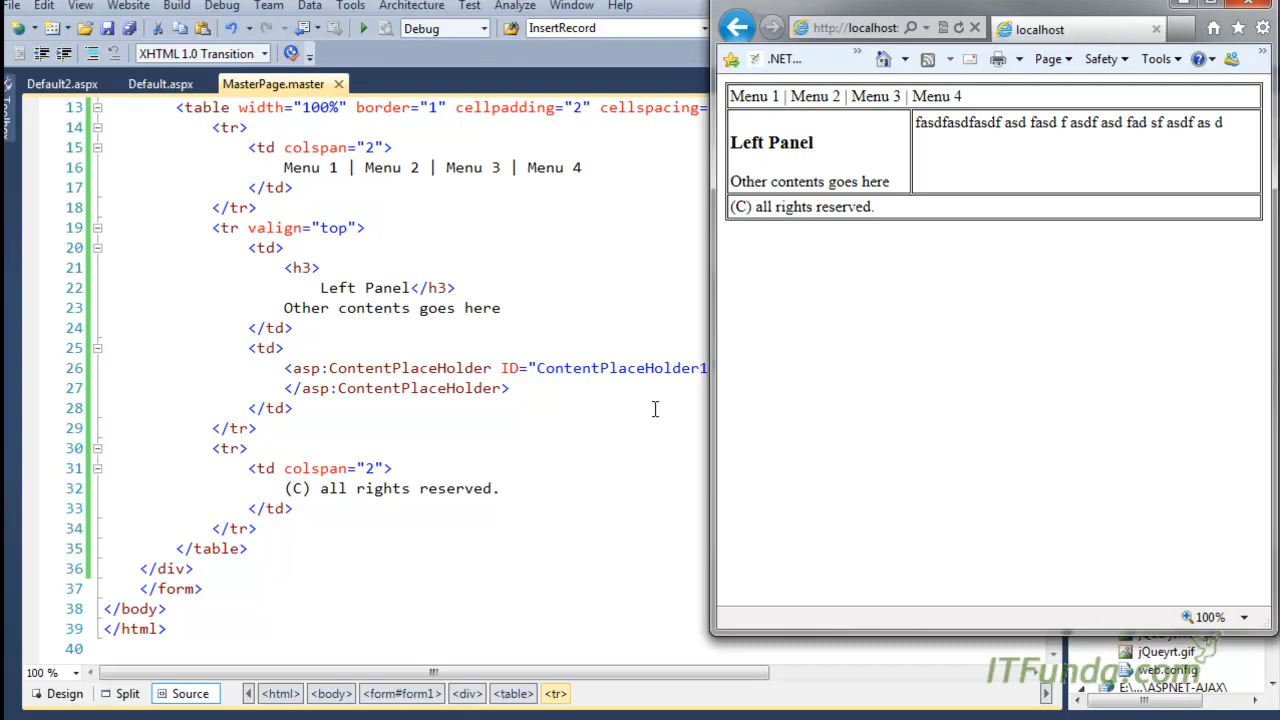 File Edit View Website Build Debug Team Data Tools Architecture Test Analyze Window Help
Debug InsertRecord
XHTML 1.0 Transition
Default2.aspx Default.aspx MasterPage.master
Toolbox
13 <table width="100%" border="1" cellpadding="2" cellspacing=
14 <tr>
15 <td colspan="2">
16 Menu 1 | Menu 2 | Menu 3 | Menu 4
17 </td>
18 </tr>
19 <tr valign="top">
20 <td>
21 <h3>
22 Left Panel</h3>
23 Other contents goes here
24 </td>
25 <td>
26 <asp:ContentPlaceHolder ID="ContentPlaceHolder1
27 </asp:ContentPlaceHolder>
28 </td>
29 </tr>
30 <tr>
31 <td colspan="2">
32 (C) all rights reserved.
33 </td>
34 </tr>
35 </table>
36 </div>
37 </form>
38 </body>
39 </html>
40
100 %
Design Split Source <html> <body> <form#form1> <div> <table> <tr>
http://localhost: localhost
.NET... Page Safety Tools
Menu 1 | Menu 2 | Menu 3 | Menu 4
Left Panel
Other contents goes here
fasdfasdfasdf asd fasd f asdf asd fad sf asdf as d
(C) all rights reserved.
100%
jQueyrt.gif
web.config
E:\...\ASPNET-AJAX\
ITFunda.com